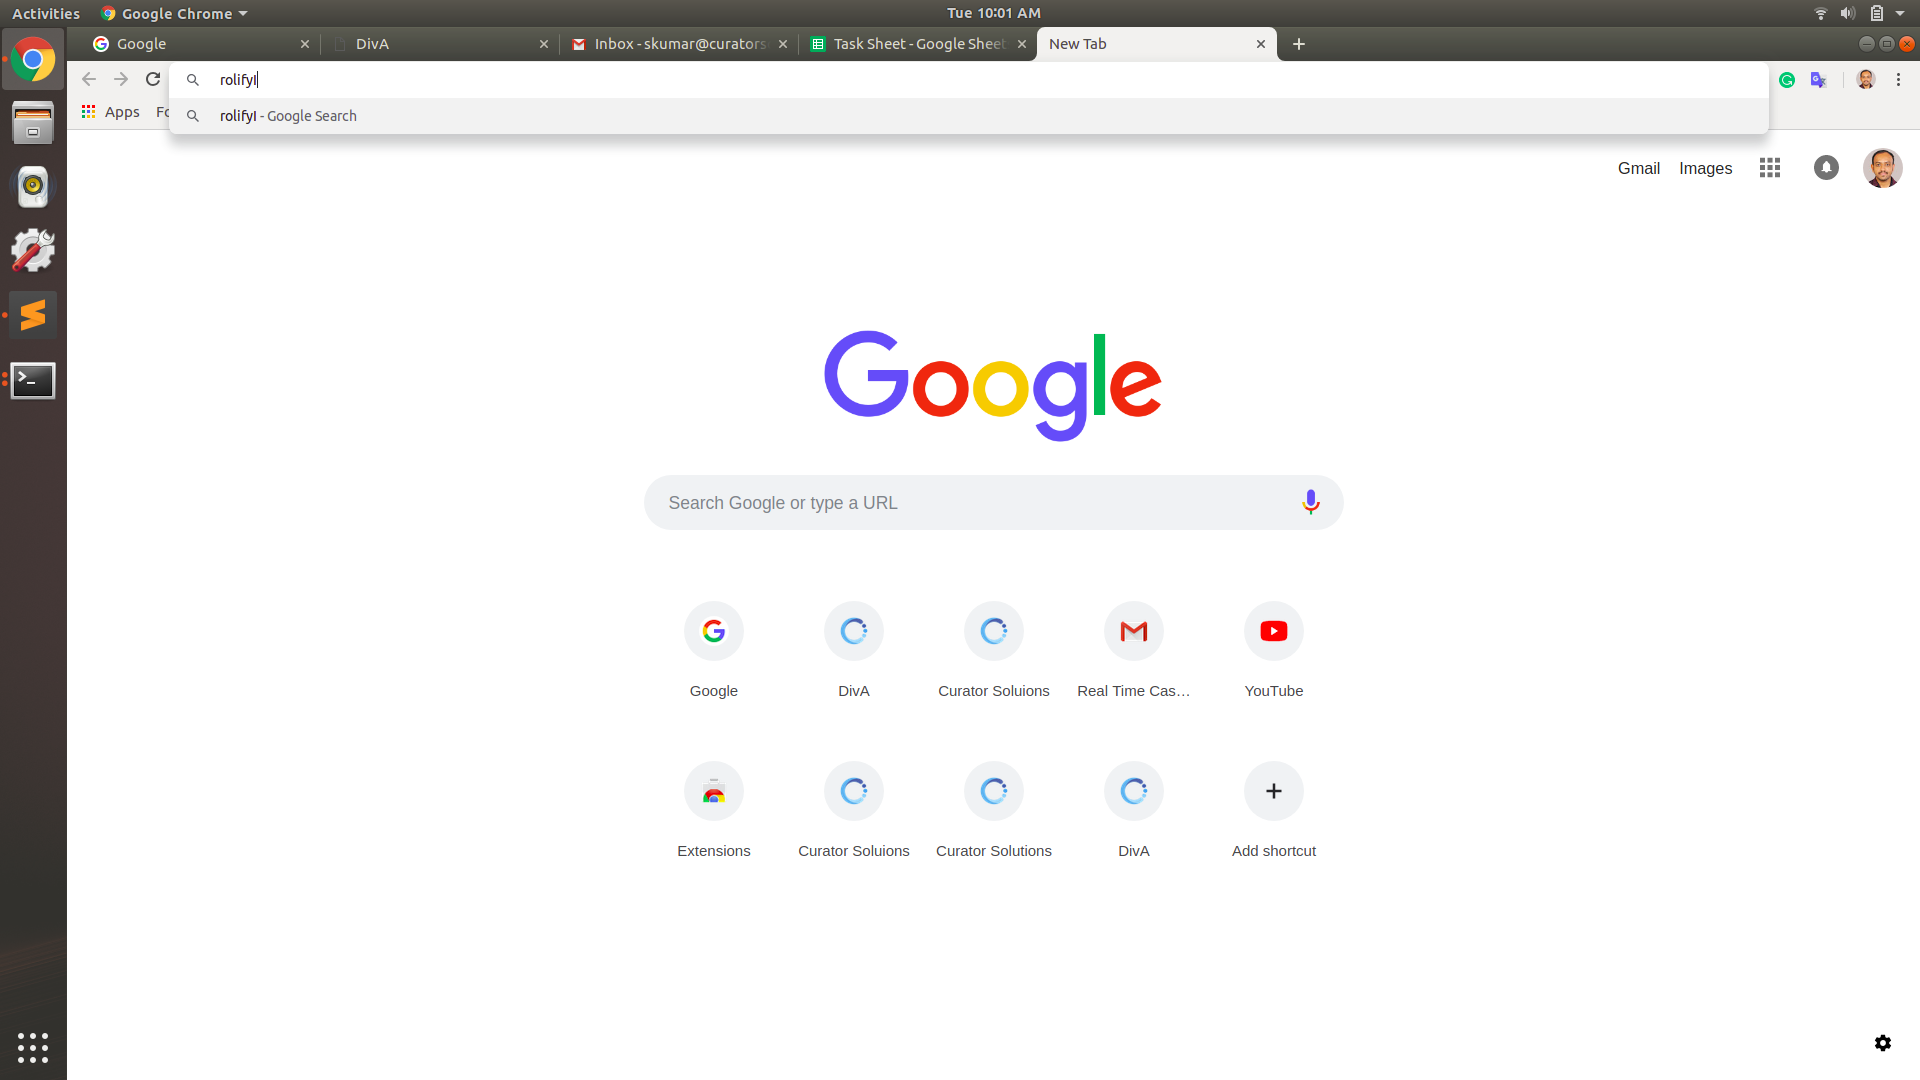 Activities Google Chrome Tue 10:01 AM
Google DivA Inbox - skumar@curators Task Sheet - Google Sheet New Tab
rolifyI
Apps Fo rolifyI - Google Search
Gmail Images
Google
Search Google or type a URL
Google DivA Curator Soluions Real Time Cas… YouTube
Extensions Curator Soluions Curator Solutions DivA Add shortcut